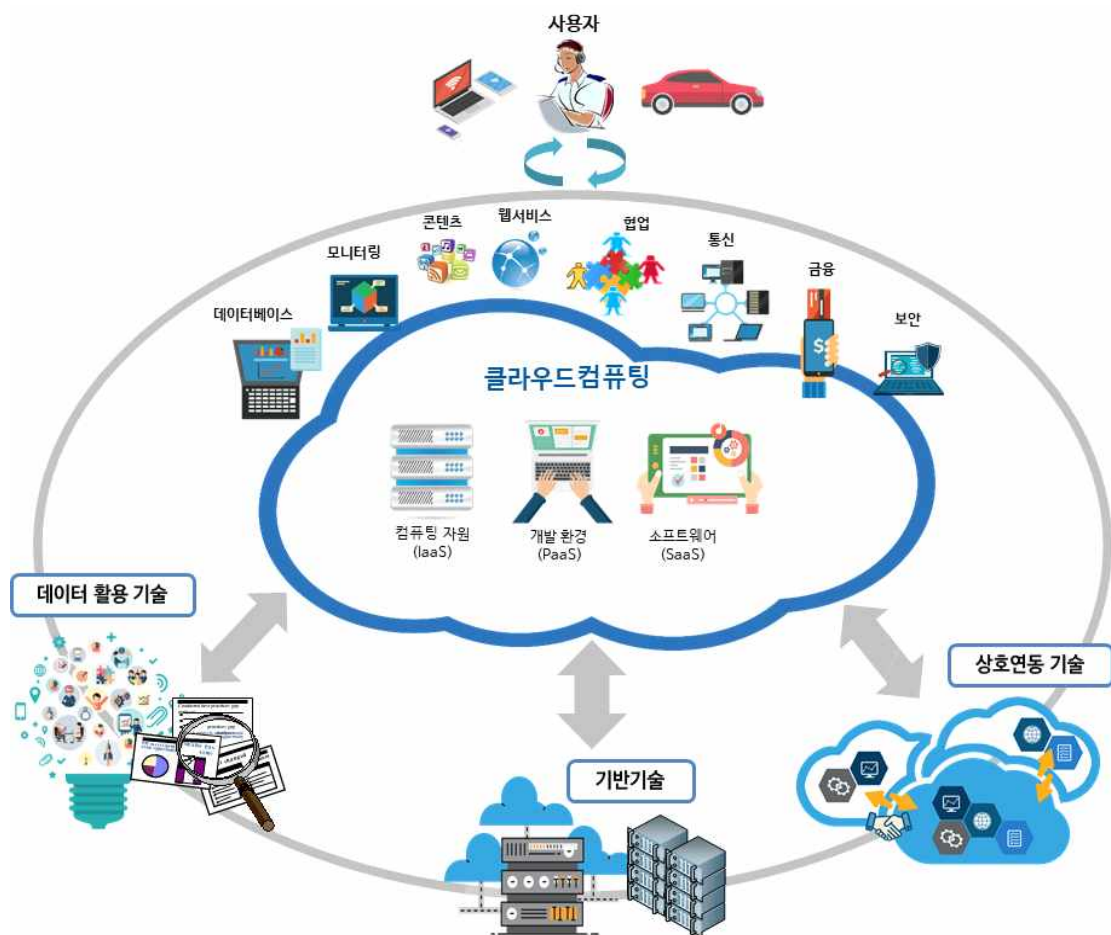 사용자
웹서비스
콘텐츠
협업
통신
모니터링
금융
데이터베이스
보안
클라우드컴퓨팅
컴퓨팅 자원
(IaaS)
개발 환경
(PaaS)
소프트웨어
(SaaS)
데이터 활용 기술
상호연동 기술
기반기술